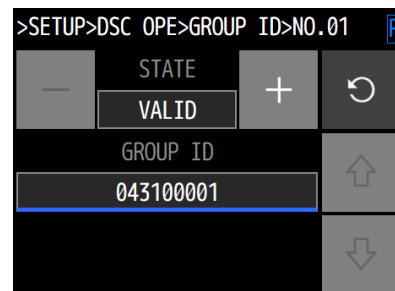 >SETUP>DSC OPE>GROUP ID>NO.01
STATE
VALID
GROUP ID
043100001